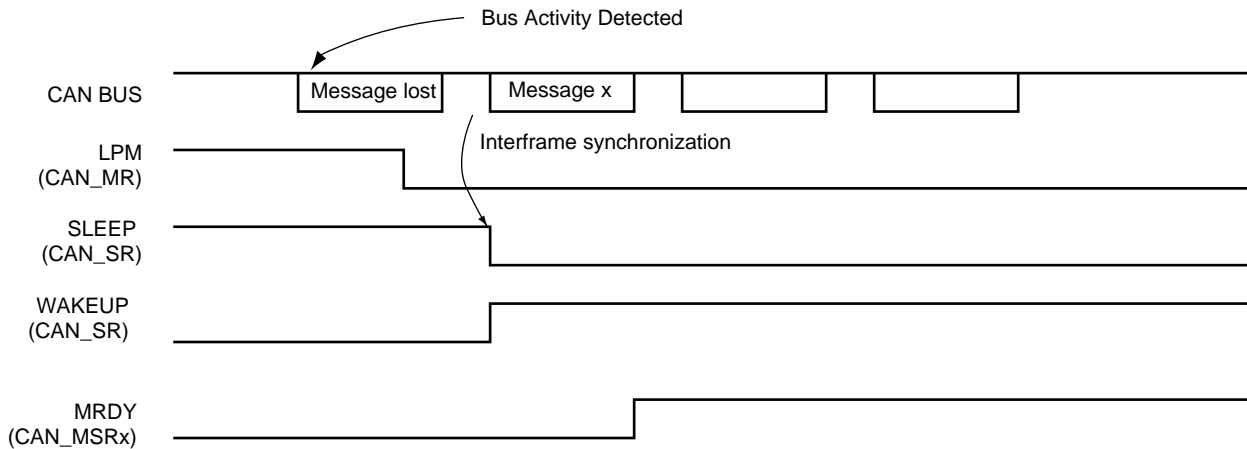 Bus Activity Detected
CAN BUS
Message lost
Message x
LPM
(CAN_MR)
Interframe synchronization
SLEEP
(CAN_SR)
WAKEUP
(CAN_SR)
MRDY
(CAN_MSRx)